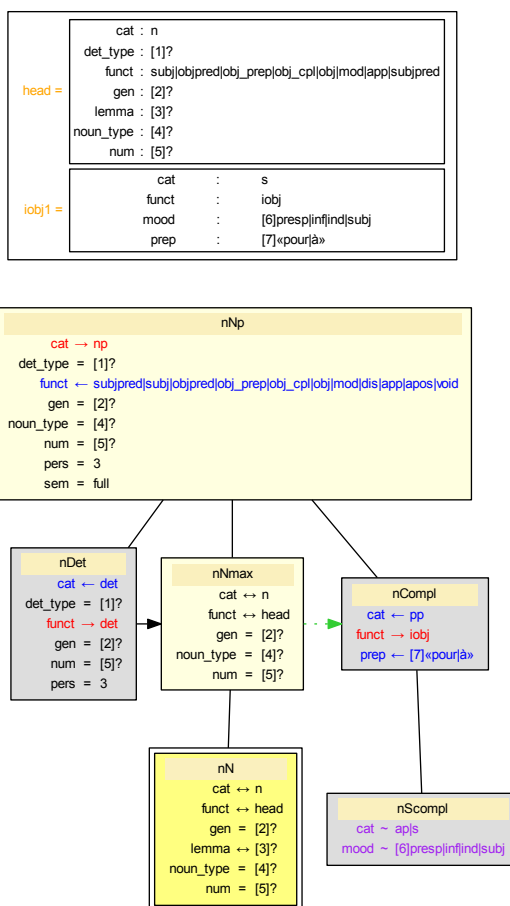 head =
cat : n
det_type : [1]?
funct : subj|objpred|obj_prep|obj_cpl|obj|mod|app|subjpred
gen : [2]?
lemma : [3]?
noun_type : [4]?
num : [5]?
iobj1 =
cat : s
funct : iobj
mood : [6]presp|inf|ind|subj
prep : [7]«pour|à»
nNp
cat → np
det_type = [1]?
funct ← subjpred|subj|objpred|obj_prep|obj_cpl|obj|mod|dis|app|apos|void
gen = [2]?
noun_type = [4]?
num = [5]?
pers = 3
sem = full
nDet
cat ← det
det_type = [1]?
funct → det
gen = [2]?
num = [5]?
pers = 3
nNmax
cat ↔ n
funct ↔ head
gen = [2]?
noun_type = [4]?
num = [5]?
nCompl
cat ← pp
funct → iobj
prep ← [7]«pour|à»
nN
cat ↔ n
funct ↔ head
gen = [2]?
lemma ↔ [3]?
noun_type = [4]?
num = [5]?
nScompl
cat ~ ap|s
mood ~ [6]presp|inf|ind|subj